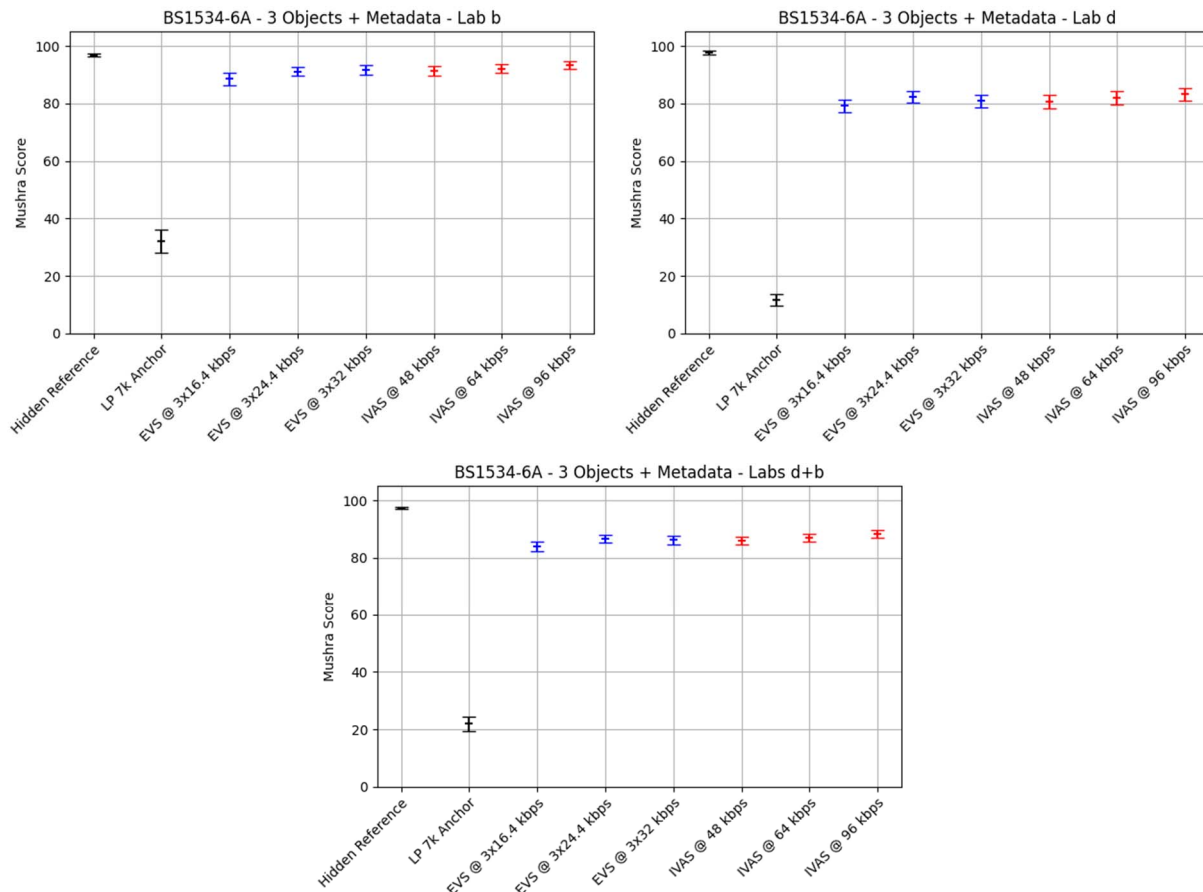 BS1534-6A - 3 Objects + Metadata - Lab b
Mushra Score
100
80
60
40
20
0
Hidden Reference
LP 7k Anchor
EVS @ 3x16.4 kbps
EVS @ 3x24.4 kbps
EVS @ 3x32 kbps
IVAS @ 48 kbps
IVAS @ 64 kbps
IVAS @ 96 kbps
BS1534-6A - 3 Objects + Metadata - Lab d
Mushra Score
100
80
60
40
20
0
Hidden Reference
LP 7k Anchor
EVS @ 3x16.4 kbps
EVS @ 3x24.4 kbps
EVS @ 3x32 kbps
IVAS @ 48 kbps
IVAS @ 64 kbps
IVAS @ 96 kbps
BS1534-6A - 3 Objects + Metadata - Labs d+b
Mushra Score
100
80
60
40
20
0
Hidden Reference
LP 7k Anchor
EVS @ 3x16.4 kbps
EVS @ 3x24.4 kbps
EVS @ 3x32 kbps
IVAS @ 48 kbps
IVAS @ 64 kbps
IVAS @ 96 kbps